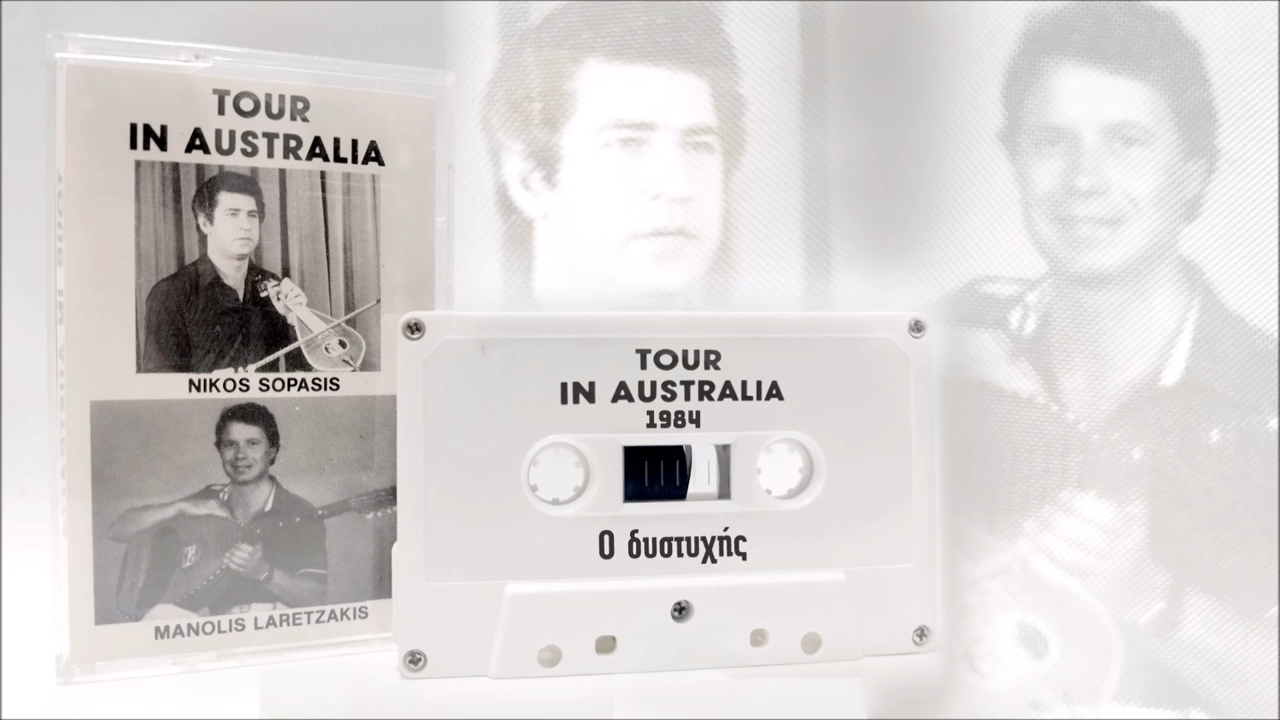 TOUR
IN AUSTRALIA
NIKOS SOPASIS
MANOLIS LARETZAKIS
TOUR
IN AUSTRALIA
1984
Ο δυστυχής